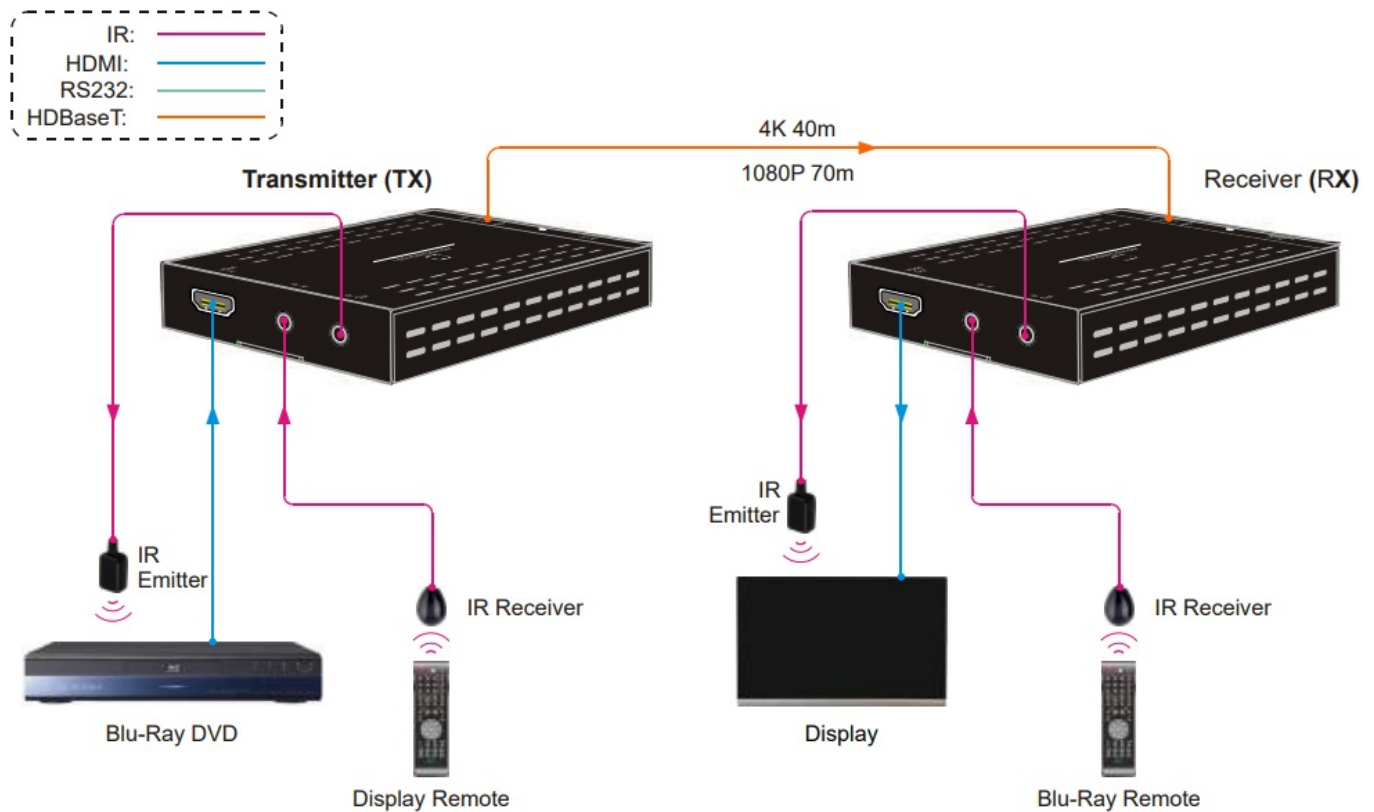 IR:
HDMI:
RS232:
HDBaseT:
4K 40m
1080P 70m
Transmitter (TX)
Receiver (RX)
IR
Emitter
IR Receiver
Blu-Ray DVD
Display Remote
IR
Emitter
IR Receiver
Display
Blu-Ray Remote